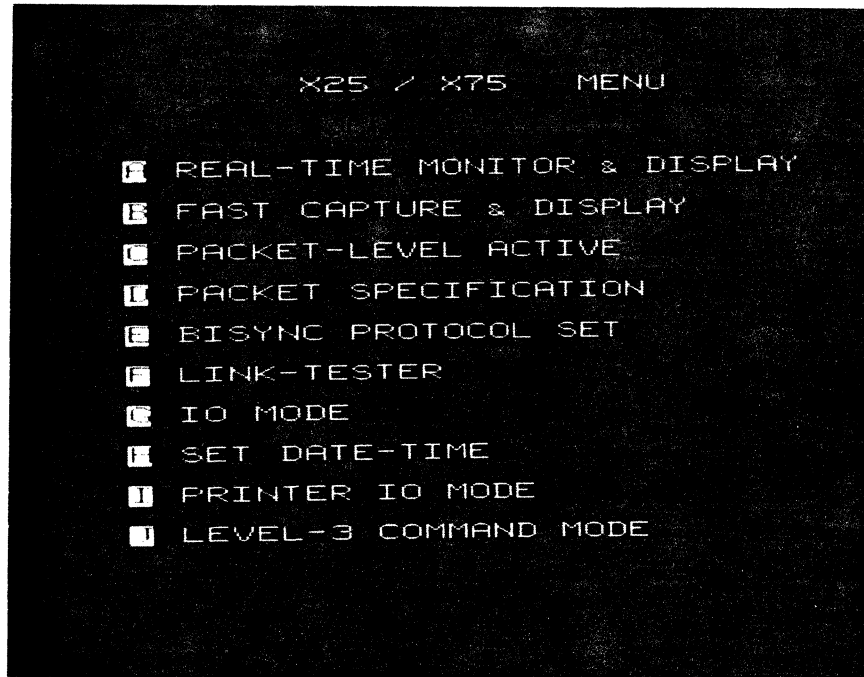 X25 / X75 MENU
A REAL-TIME MONITOR & DISPLAY
B FAST CAPTURE & DISPLAY
C PACKET-LEVEL ACTIVE
D PACKET SPECIFICATION
E BISYNC PROTOCOL SET
F LINK-TESTER
G IO MODE
H SET DATE-TIME
I PRINTER IO MODE
J LEVEL-3 COMMAND MODE